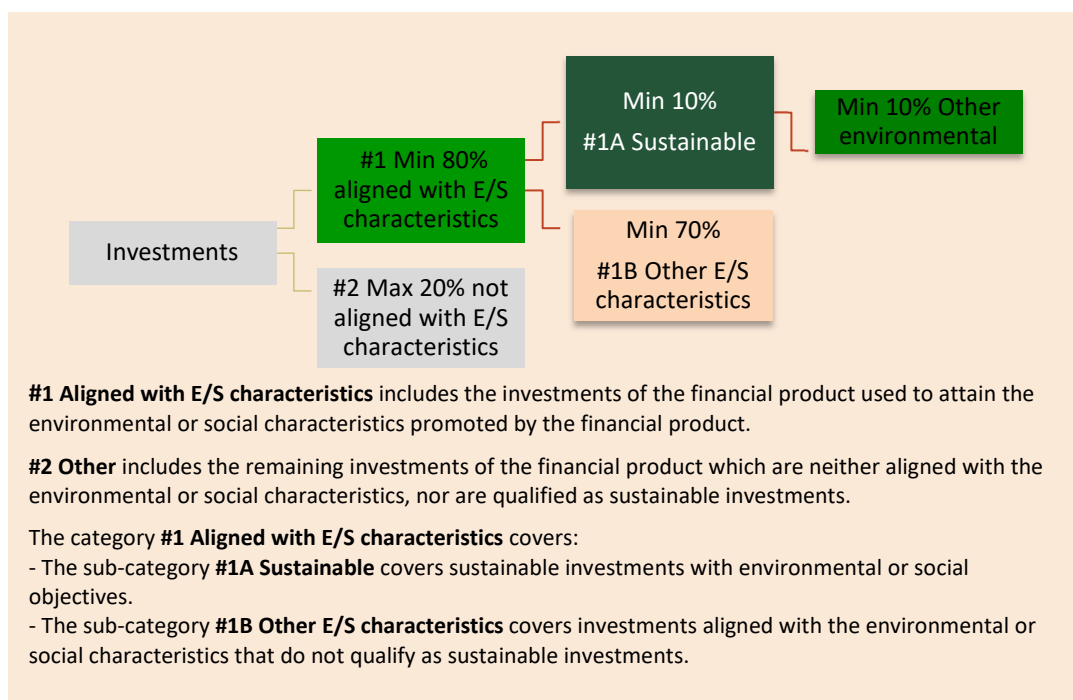 Investments
#1 Min 80%
aligned with E/S
characteristics
#2 Max 20% not
aligned with E/S
characteristics
Min 10%
#1A Sustainable
Min 70%
#1B Other E/S
characteristics
Min 10% Other
environmental
#1 Aligned with E/S characteristics includes the investments of the financial product used to attain the
environmental or social characteristics promoted by the financial product.
#2 Other includes the remaining investments of the financial product which are neither aligned with the
environmental or social characteristics, nor are qualified as sustainable investments.
The category #1 Aligned with E/S characteristics covers:
- The sub-category #1A Sustainable covers sustainable investments with environmental or social
objectives.
- The sub-category #1B Other E/S characteristics covers investments aligned with the environmental or
social characteristics that do not qualify as sustainable investments.